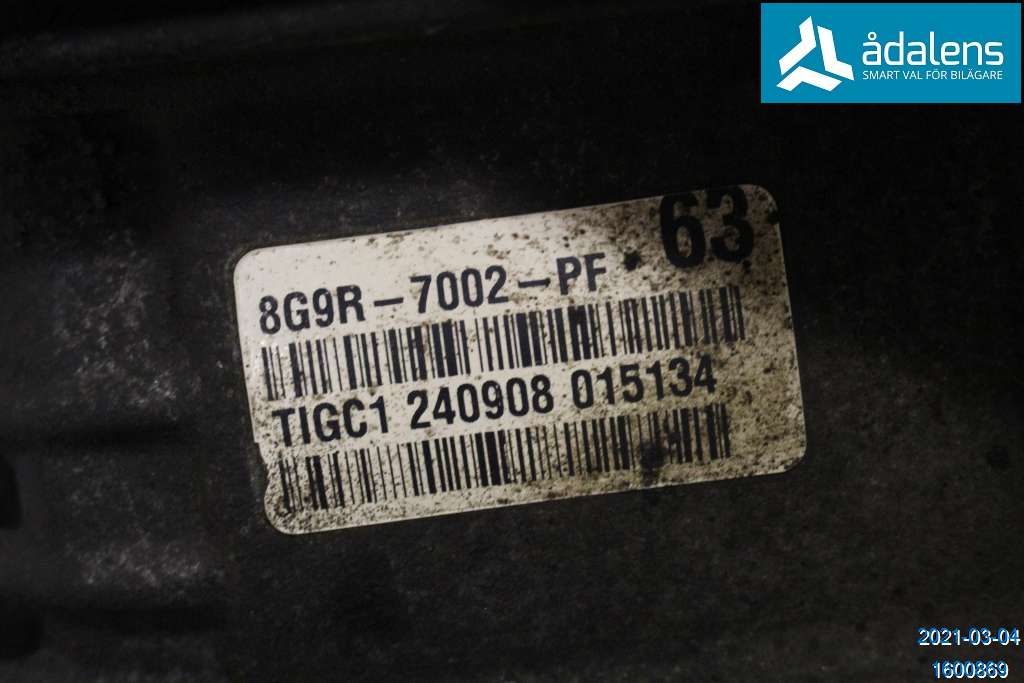 ådalens
SMART VAL FÖR BILÄGARE
63
8G9R-7002-PF
TIGC1 240908 015134
2021-03-04
1600869